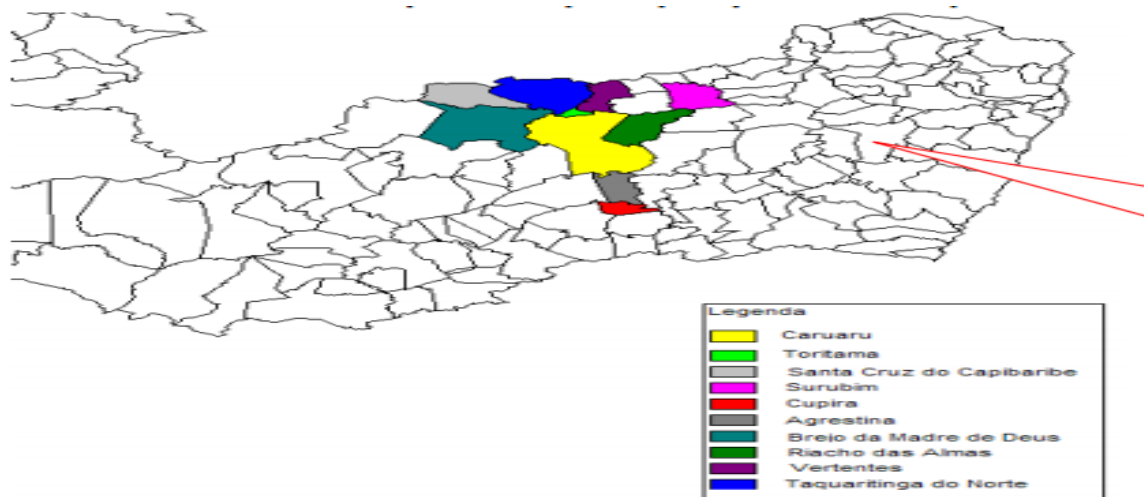 Legenda
Caruaru
Toritama
Santa Cruz do Capibaribe
Surubim
Cupira
Agrestina
Brejo da Madre de Deus
Riacho das Almas
Vertentes
Taquaritinga do Norte